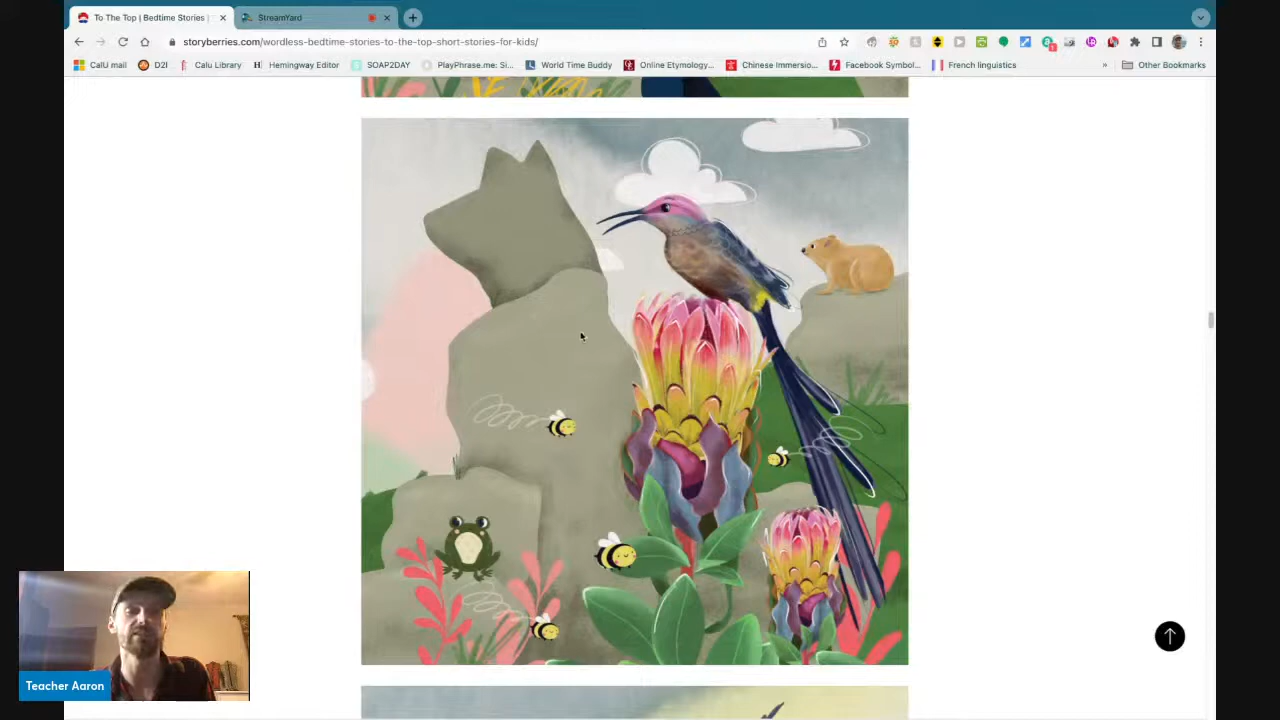 To The Top | Bedtime Stories |
StreamYard
storyberries.com/wordless-bedtime-stories-to-the-top-short-stories-for-kids/
CalU mail
D2l
Calu Library
Hemingway Editor
SOAP2DAY
PlayPhrase.me: Si...
World Time Buddy
Online Etymology...
Chinese Immersio...
Facebook Symbol...
French linguistics
»
Other Bookmarks
Teacher Aaron